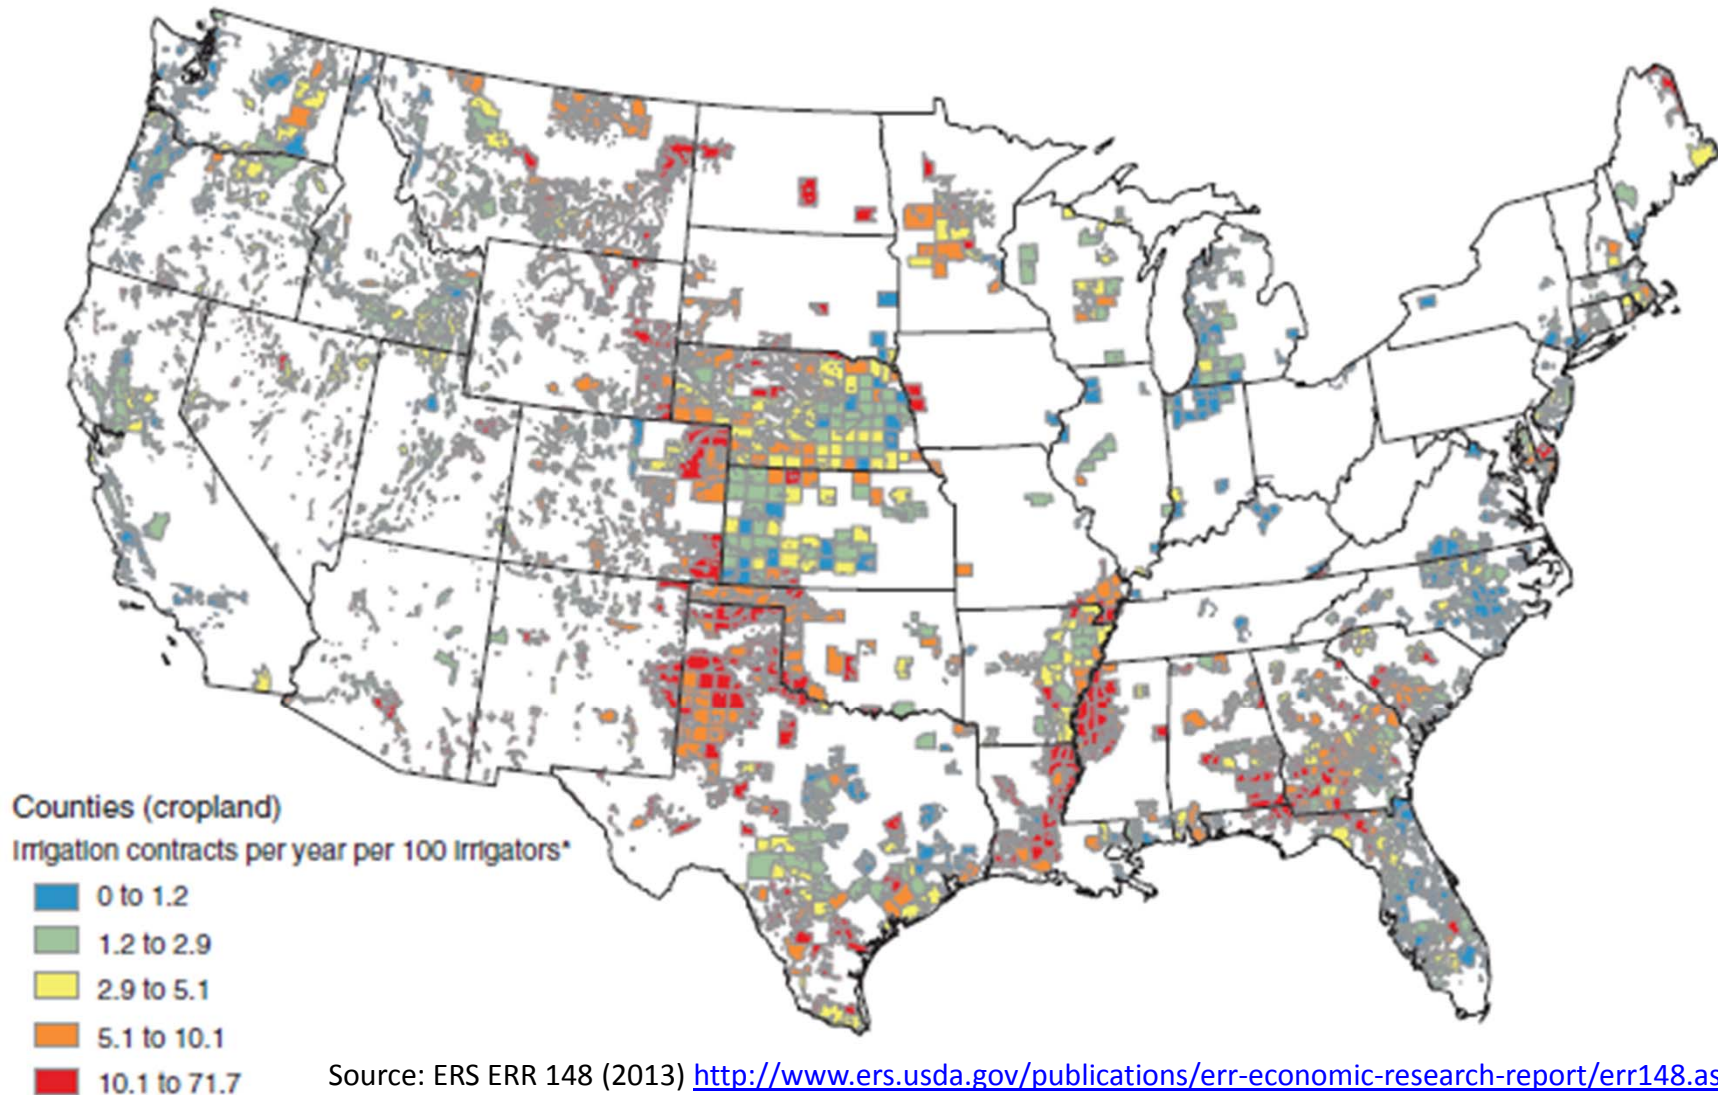 Counties (cropland)
Irrigation contracts per year per 100 irrigators*
0 to 1.2
1.2 to 2.9
2.9 to 5.1
5.1 to 10.1
10.1 to 71.7
Source: ERS ERR 148 (2013) http://www.ers.usda.gov/publications/err-economic-research-report/err148.as